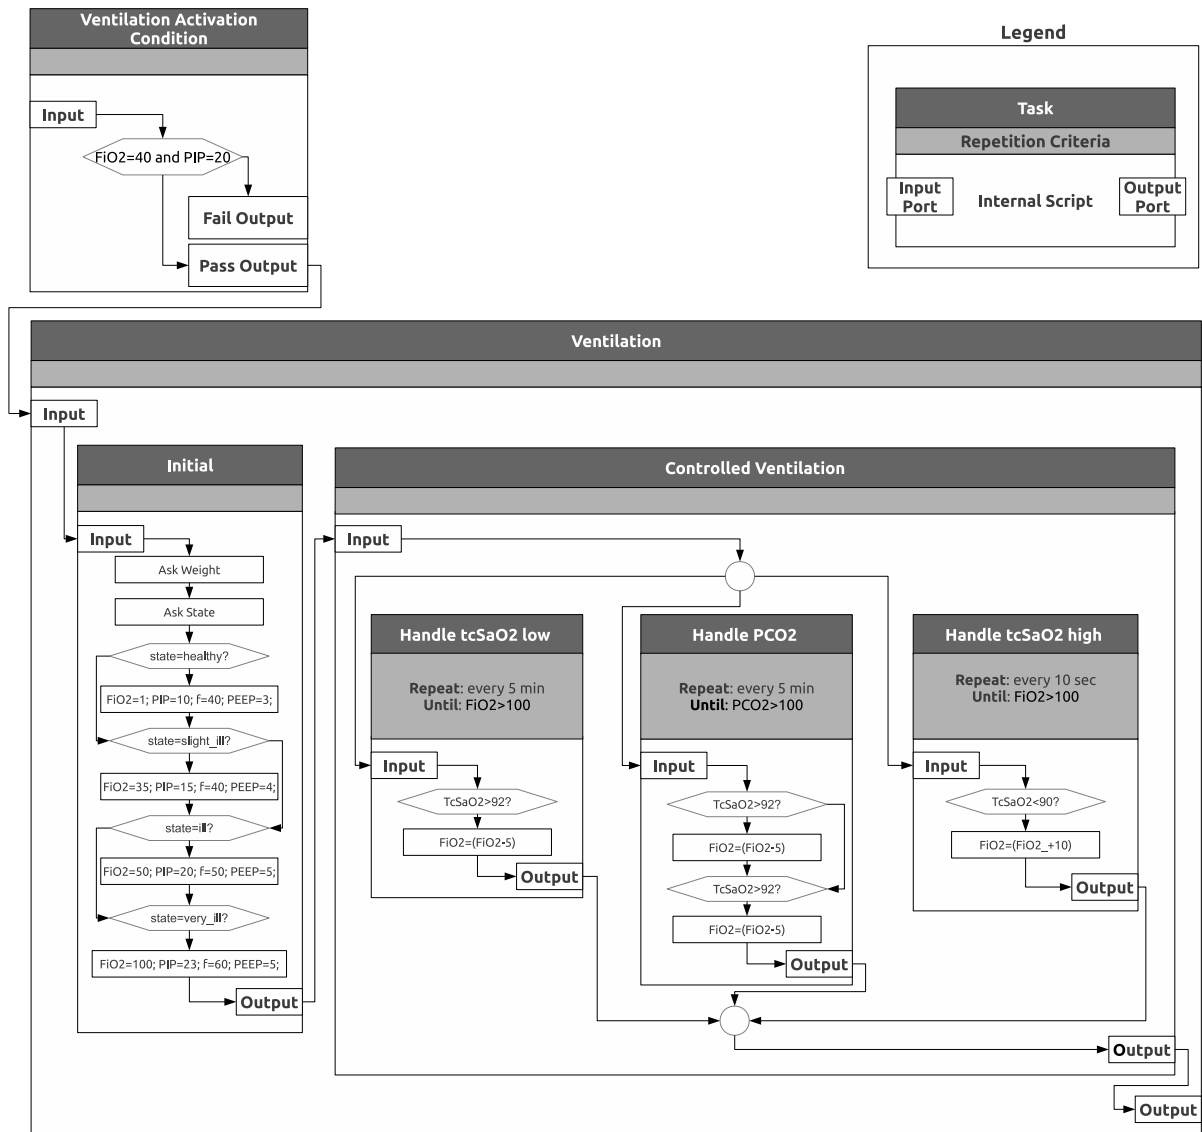 Ventilation Activation
Condition
Input
FiO2=40 and PIP=20
Fail Output
Pass Output
Legend
Task
Repetition Criteria
Input
Port
Internal Script
Output
Port
Ventilation
Input
Initial
Input
Ask Weight
Ask State
state=healthy?
FiO2=1; PIP=10; f=40; PEEP=3;
state=slight_ill?
FiO2=35; PIP=15; f=40; PEEP=4;
state=ill?
FiO2=50; PIP=20; f=50; PEEP=5;
state=very_ill?
FiO2=100; PIP=23; f=60; PEEP=5;
Output
Controlled Ventilation
Input
Handle tcSaO2 low
Repeat: every 5 min
Until: FiO2>100
Input
TcSaO2>92?
FiO2=(FiO2-5)
Output
Handle PCO2
Repeat: every 5 min
Until: PCO2>100
Input
TcSaO2>92?
FiO2=(FiO2-5)
TcSaO2>92?
FiO2=(FiO2-5)
Output
Handle tcSaO2 high
Repeat: every 10 sec
Until: FiO2>100
Input
TcSaO2<90?
FiO2=(FiO2_+10)
Output
Output
Output